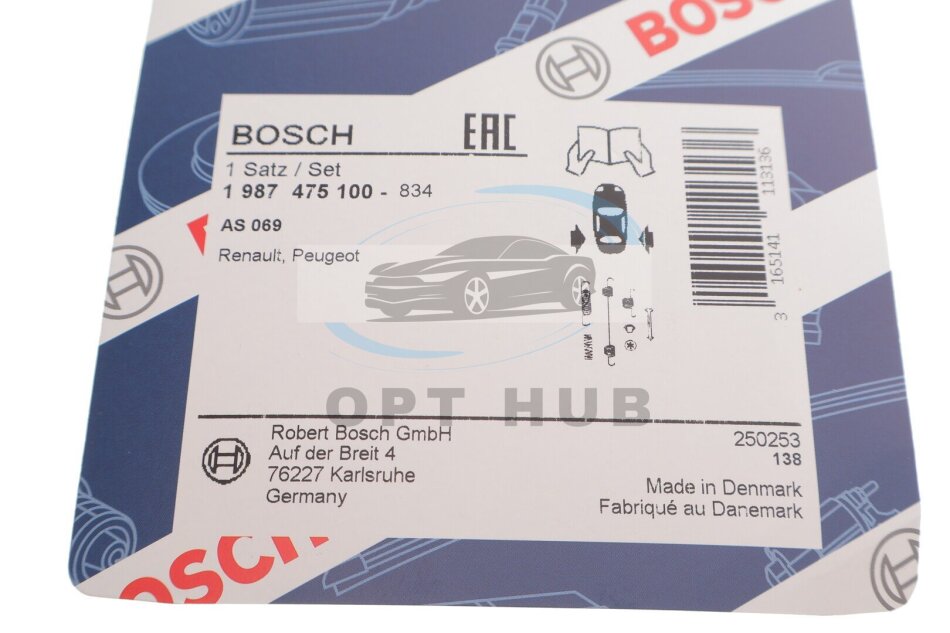 BOSCH
BOSCH
EAC
1 Satz / Set
1 987 475 100 - 834
AS 069
Renault, Peugeot
3 165141 113136
OPT HUB
Robert Bosch GmbH
Auf der Breit 4
76227 Karlsruhe
Germany
250253
138
Made in Denmark
Fabriqué au Danemark
BOSCH